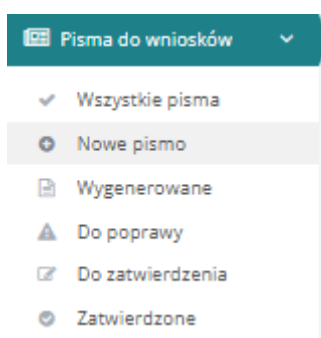 Pisma do wniosków
Wszystkie pisma
Nowe pismo
Wygenerowane
Do poprawy
Do zatwierdzenia
Zatwierdzone